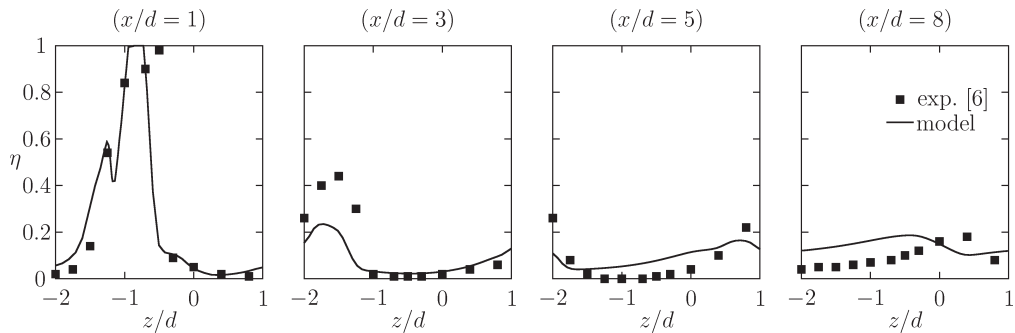 (x/d = 1) (x/d = 3) (x/d = 5) (x/d = 8)
1
0.8
0.6
η
0.4
0.2
0
exp. [6]
model
−2 −1 0 1 −2 −1 0 1 −2 −1 0 1 −2 −1 0 1
z/d z/d z/d z/d